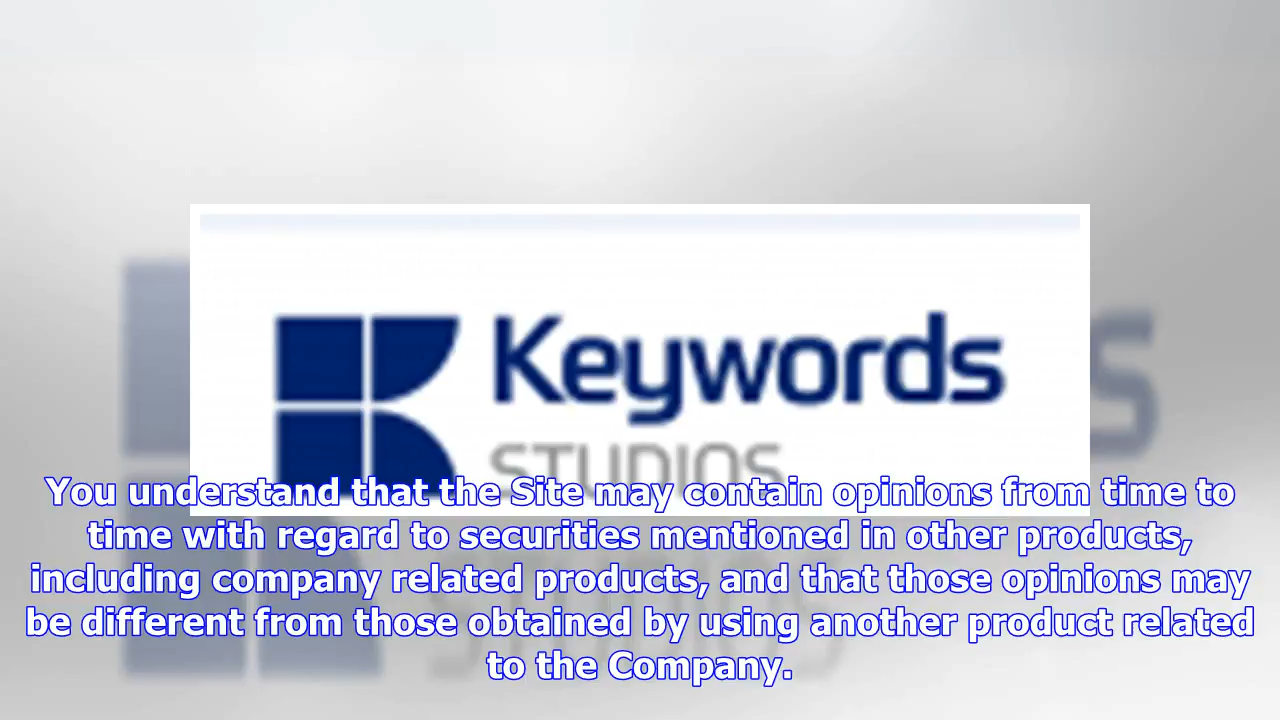 Keywords
STUDIOS
You understand that the Site may contain opinions from time to
time with regard to securities mentioned in other products,
including company related products, and that those opinions may
be different from those obtained by using another product related
to the Company.